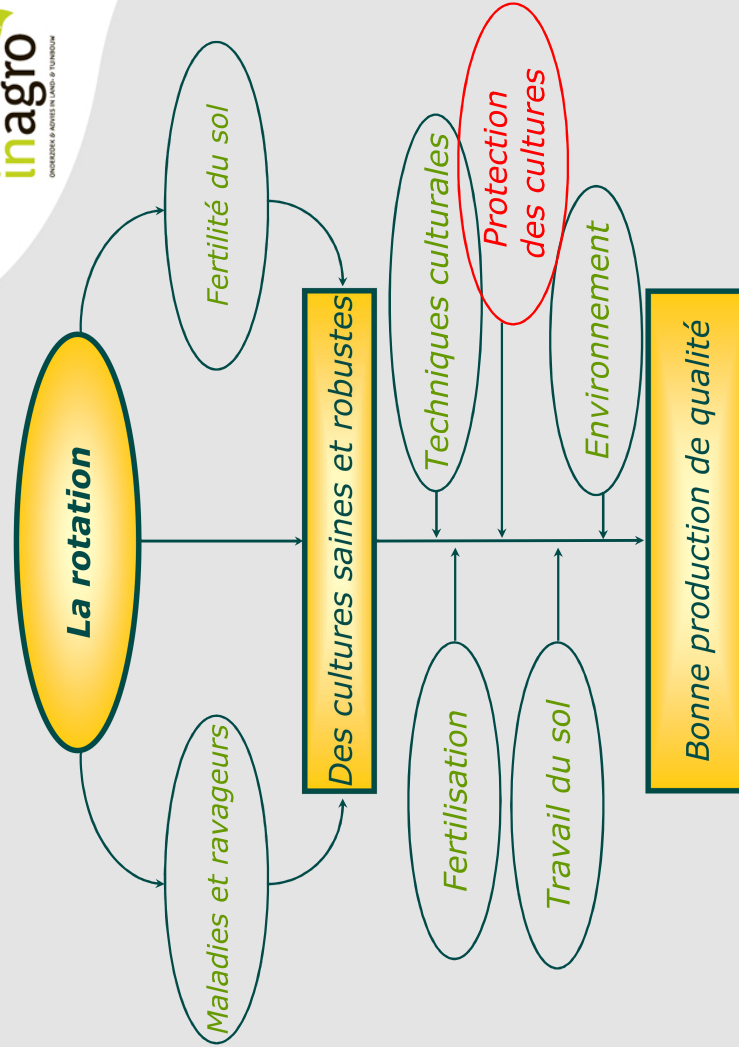 inagro
ONDERZOEK & ADVIES IN LAND- & TUINBOUW
La rotation
Maladies et ravageurs
Fertilité du sol
Des cultures saines et robustes
Fertilisation
Techniques culturales
Protection
des cultures
Travail du sol
Environnement
Bonne production de qualité